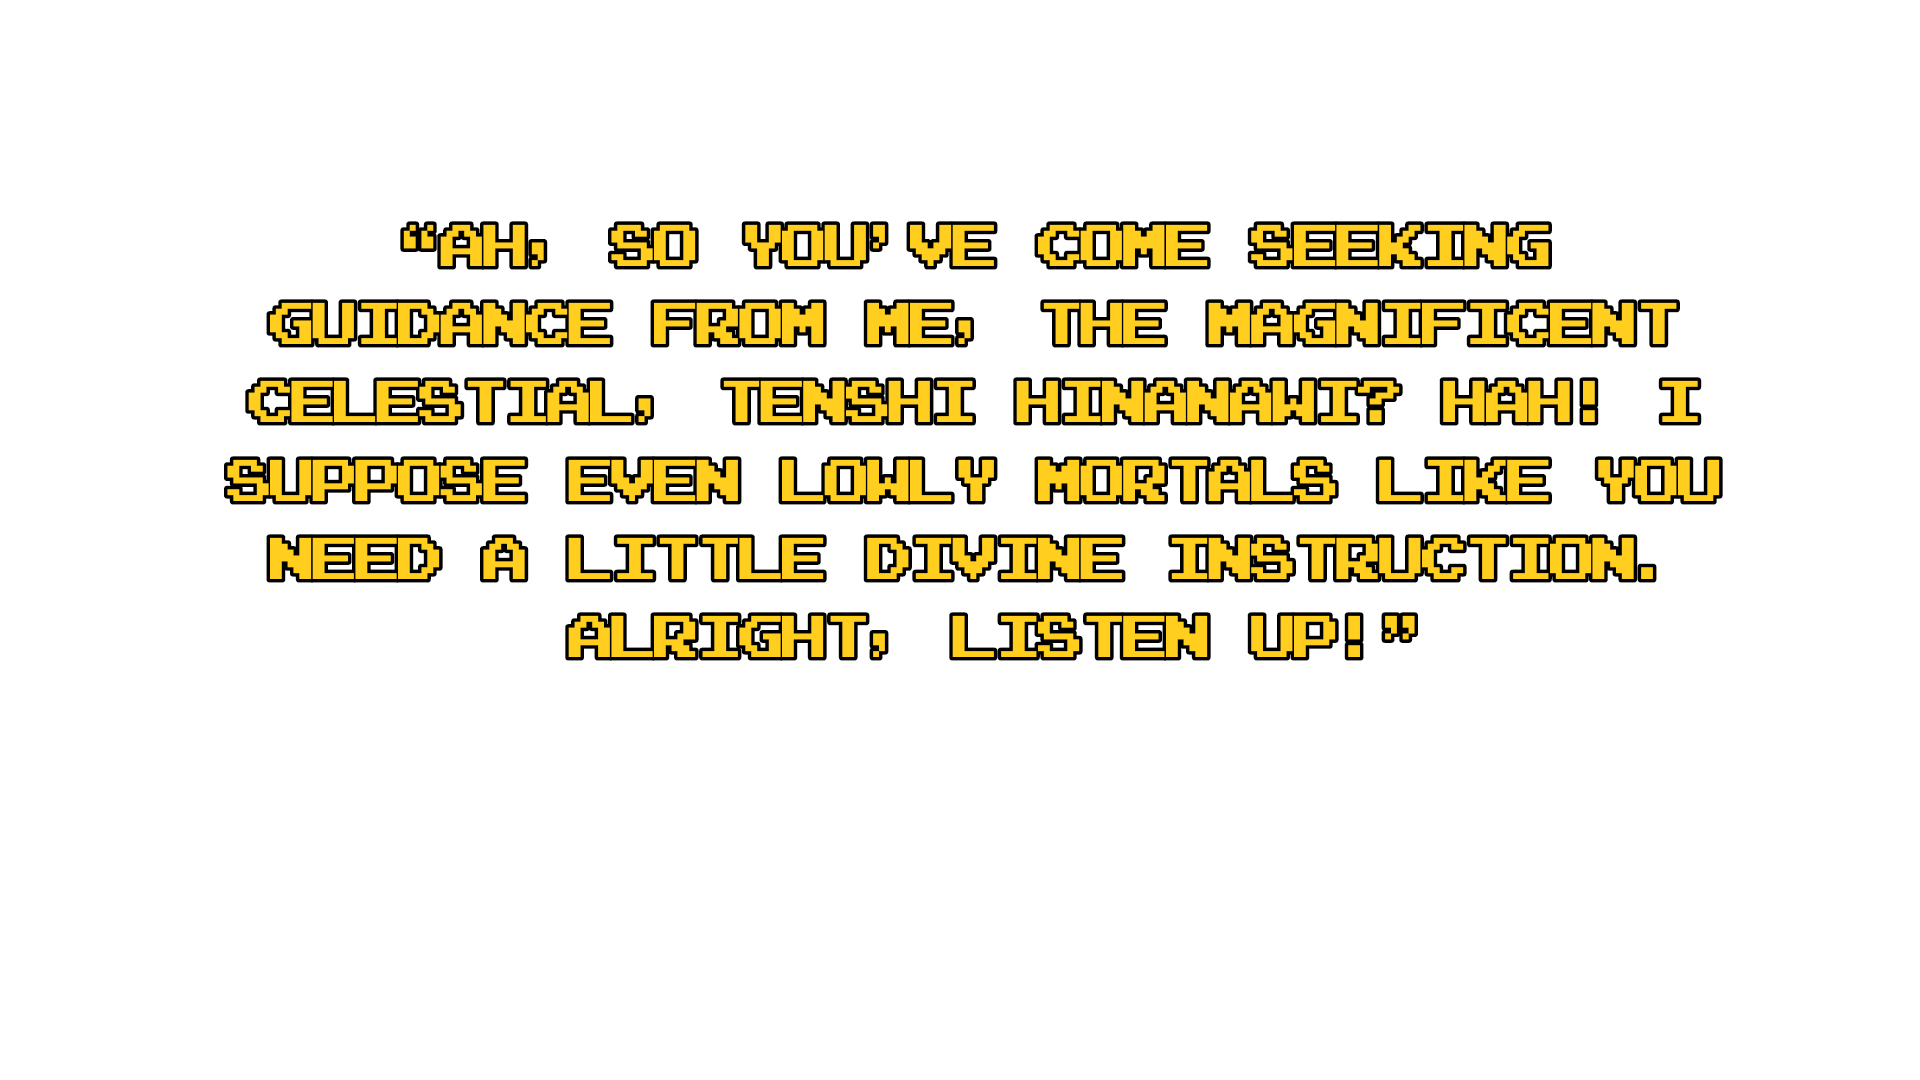 “AH, SO YOU’VE COME SEEKING
GUIDANCE FROM ME, THE MAGNIFICENT
CELESTIAL, TENSHI HINANAWI? HAH! I
SUPPOSE EVEN LOWLY MORTALS LIKE YOU
NEED A LITTLE DIVINE INSTRUCTION.
ALRIGHT, LISTEN UP!”